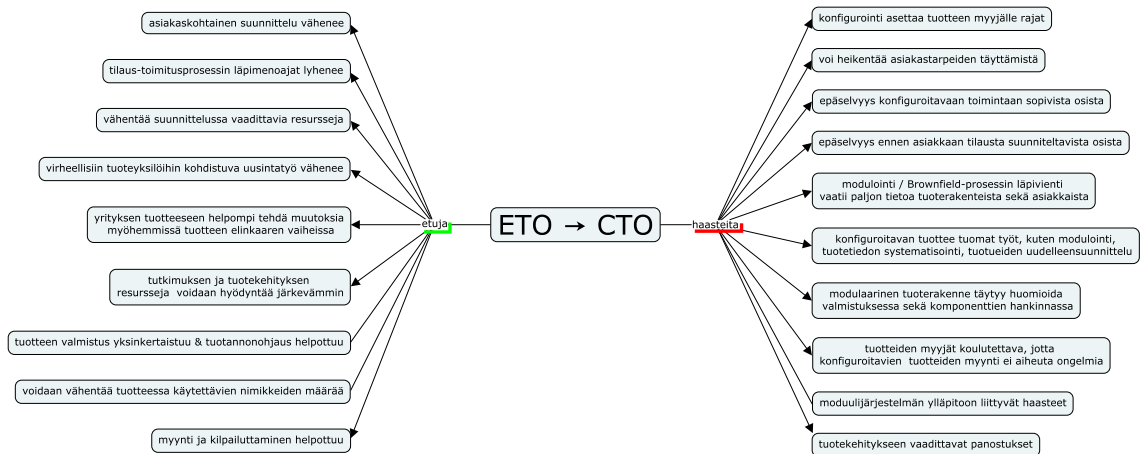 asiakaskohtainen suunnittelu vähenee
tilaus-toimitusprosessin läpimenoajat lyhenee
vähentää suunnittelussa vaadittavia resursseja
virheellisiin tuoteyksilöihin kohdistuva uusintatyö vähenee
yrityksen tuotteeseen helpompi tehdä muutoksia
myöhemmissä tuotteen elinkaaren vaiheissa
tutkimuksen ja tuotekehityksen
resursseja voidaan hyödyntää järkevämmin
tuotteen valmistus yksinkertaistuu & tuotannonohjaus helpottuu
voidaan vähentää tuotteessa käytettävien nimikkeiden määrää
myynti ja kilpailuttaminen helpottuu
etuja
ETO → CTO
haasteita
konfigurointi asettaa tuotteen myyjälle rajat
voi heikentää asiakastarpeiden täyttämistä
epäselvyys konfiguroitavaan toimintaan sopivista osista
epäselvyys ennen asiakkaan tilausta suunniteltavista osista
modulointi / Brownfield-prosessin läpivienti
vaatii paljon tietoa tuoterakenteista sekä asiakkaista
konfiguroitavan tuottee tuomat työt, kuten modulointi,
tuotetiedon systematisointi, tuotueiden uudelleensuunnittelu
modulaarinen tuoterakenne täytyy huomioida
valmistuksessa sekä komponenttien hankinnassa
tuotteiden myyjät koulutettava, jotta
konfiguroitavien tuotteiden myynti ei aiheuta ongelmia
moduulijärjestelmän ylläpitoon liittyvät haasteet
tuotekehitykseen vaadittavat panostukset